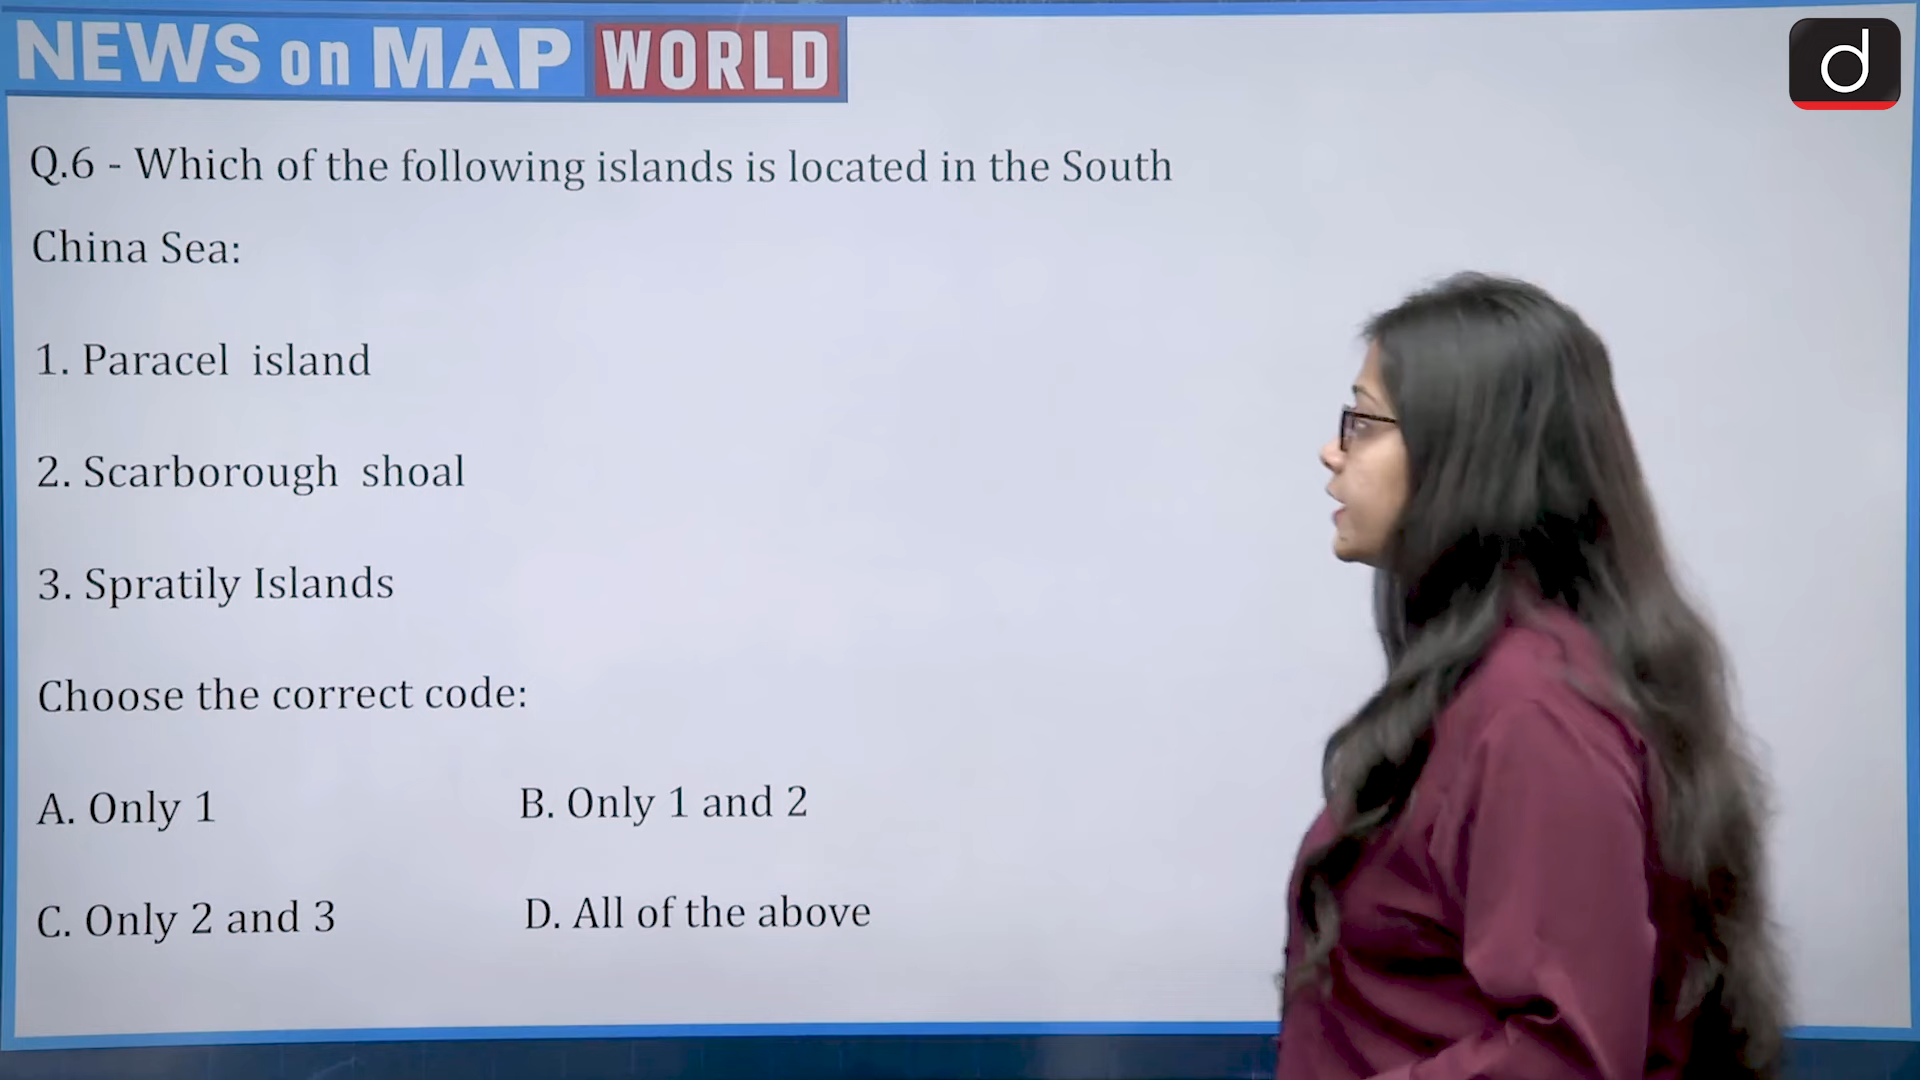 NEWS on MAP WORLD
d
Q.6 - Which of the following islands is located in the South
China Sea:
1. Paracel island
2. Scarborough shoal
3. Spratily Islands
Choose the correct code:
A. Only 1 B. Only 1 and 2
C. Only 2 and 3 D. All of the above